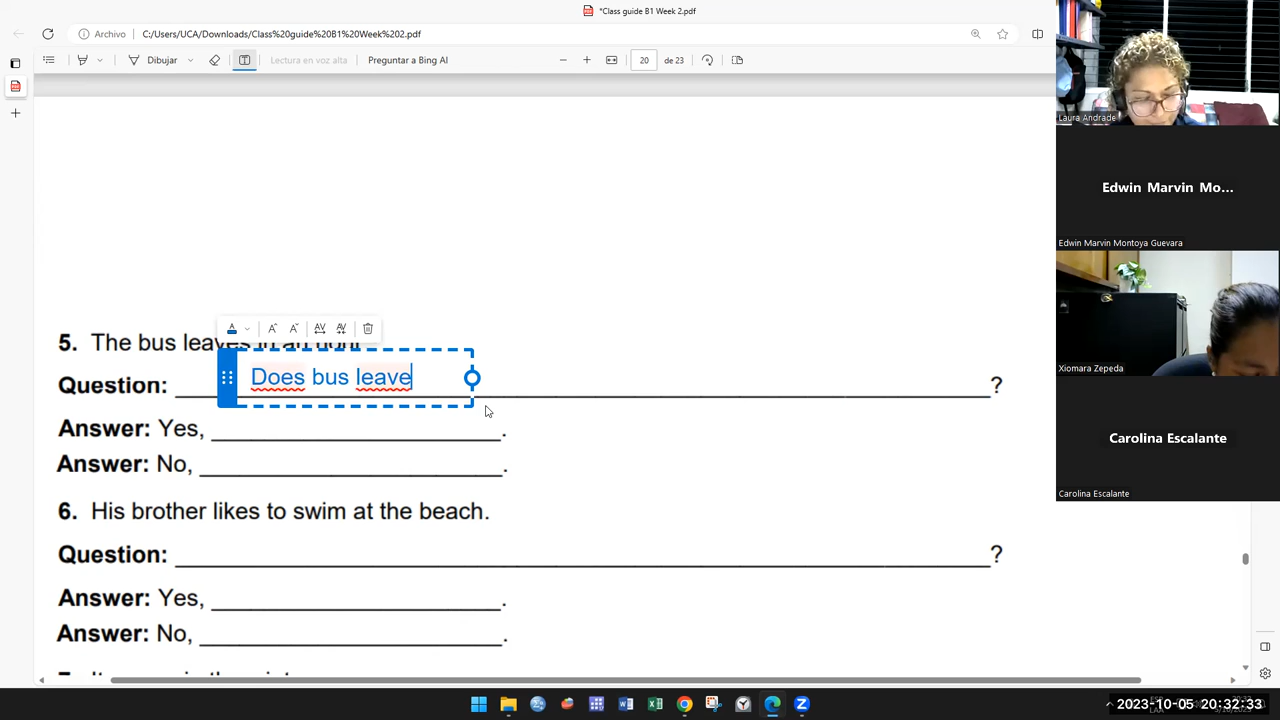 *Class guide B1 Week 2.pdf
Archivo
C:/Users/UCA/Downloads/Class%20guide%20B1%20Week%202.pdf
Dibujar
Lectura en voz alta
Preguntar a Bing AI
20 de 23
5. The bus leaves in an hour.
Question: ?
Does bus leave
Answer: Yes, .
Answer: No, .
6. His brother likes to swim at the beach.
Question: ?
Answer: Yes, .
Answer: No, .
Laura Andrade
Edwin Marvin Mo...
Edwin Marvin Montoya Guevara
Xiomara Zepeda
Carolina Escalante
Carolina Escalante
2023-10-05 20:32:33